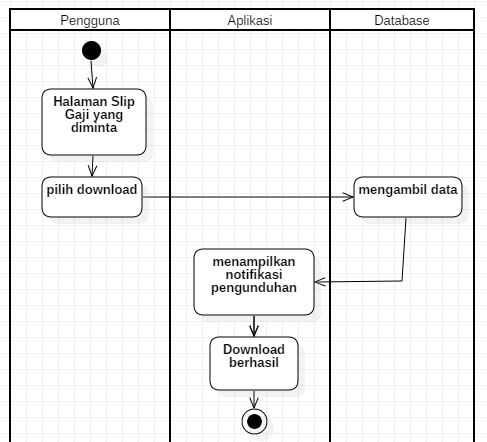 Pengguna
Aplikasi
Database
Halaman Slip
Gaji yang
diminta
pilih download
mengambil data
menampilkan
notifikasi
pengunduhan
Download
berhasil